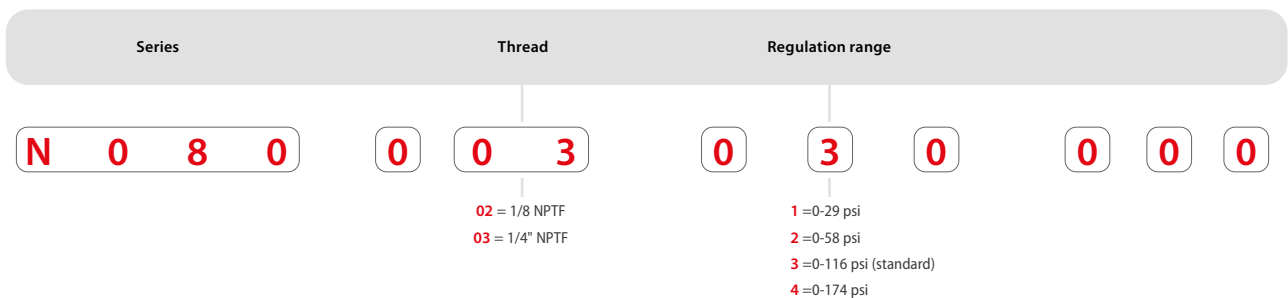 Series Thread Regulation range
N 0 8 0 0 0 3 0 3 0 0 0 0
02 = 1/8 NPTF
03 = 1/4" NPTF
1 =0-29 psi
2 =0-58 psi
3 =0-116 psi (standard)
4 =0-174 psi